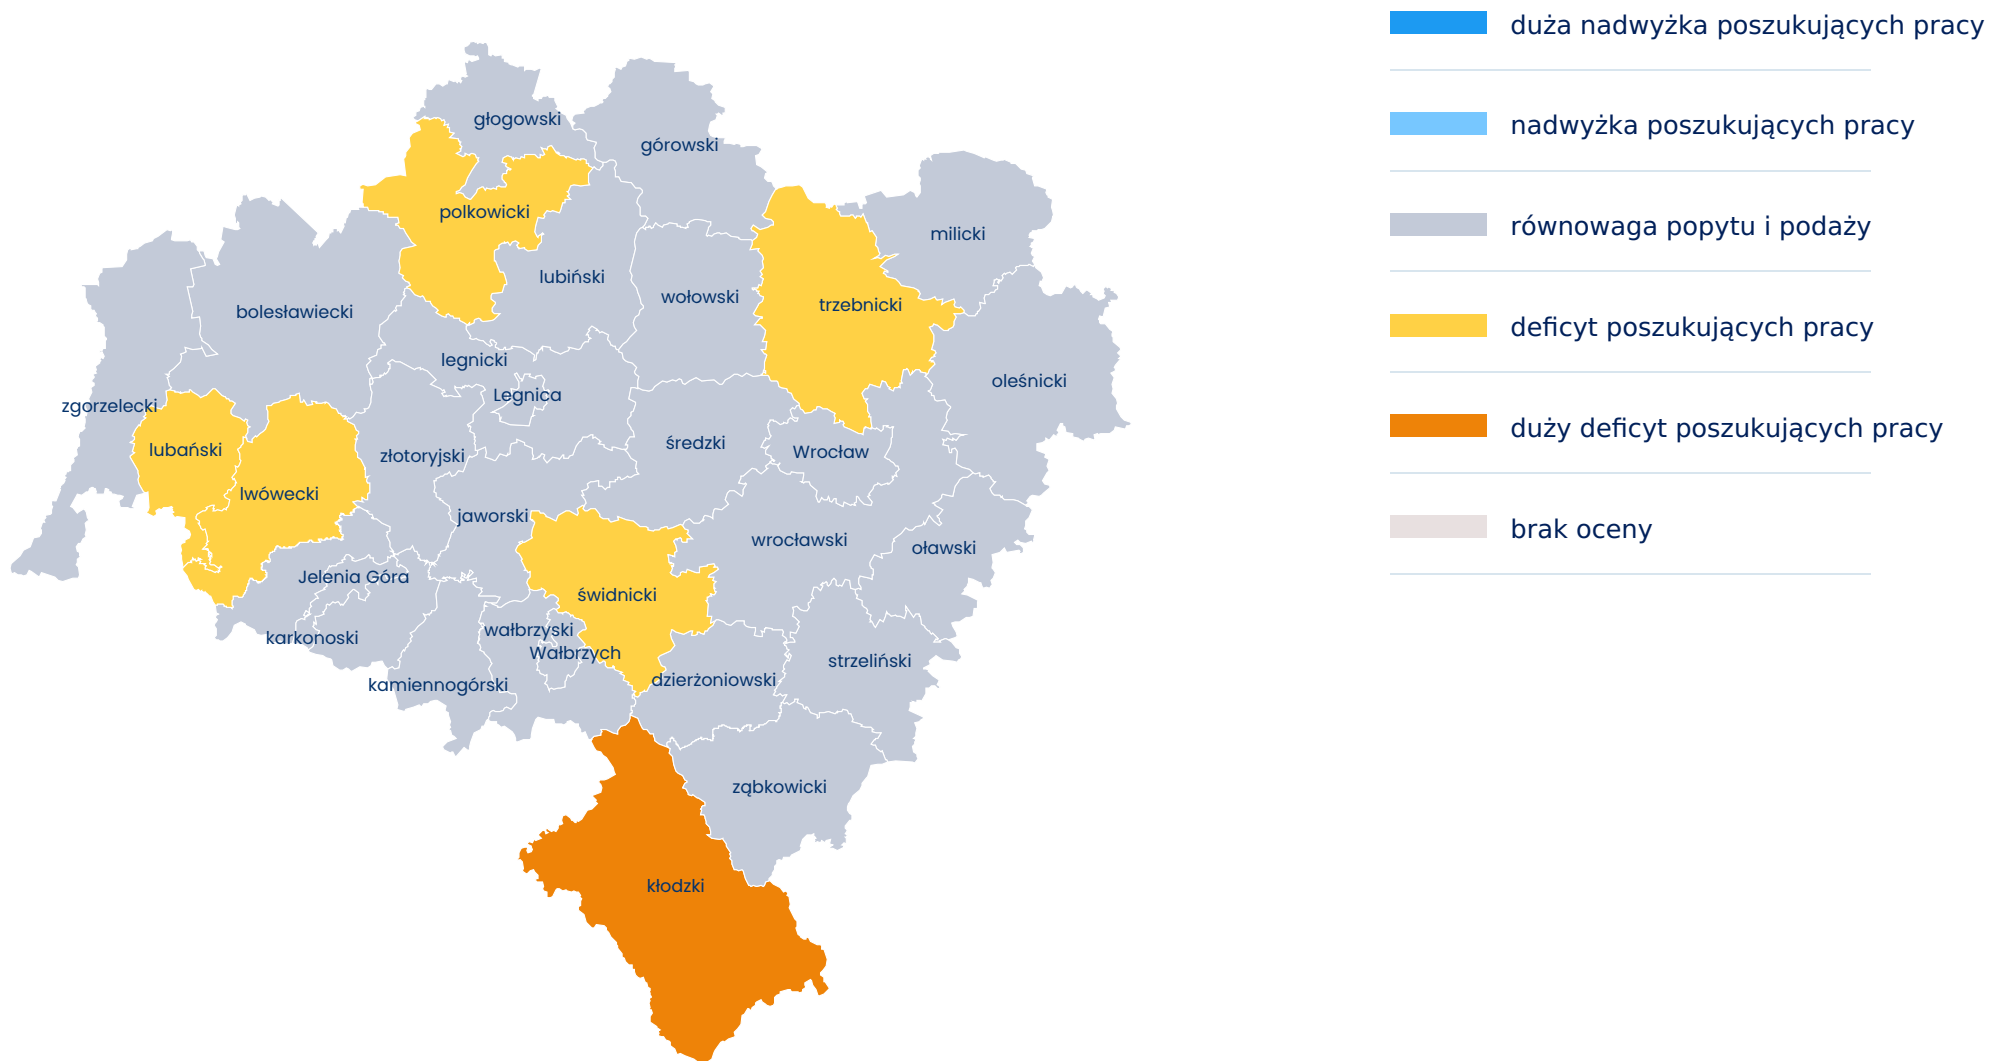 głogowski
górowski
polkowicki
milicki
lubiński
wołowski
trzebnicki
bolesławiecki
legnicki
oleśnicki
Legnica
zgorzelecki
lubański
złotoryjski
średzki
Wrocław
lwówecki
jaworski
wrocławski
oławski
Jelenia Góra
świdnicki
karkonoski
wałbrzyski
Wałbrzych
strzeliński
kamiennogórski
dzierżoniowski
ząbkowicki
kłodzki
duża nadwyżka poszukujących pracy
nadwyżka poszukujących pracy
równowaga popytu i podaży
deficyt poszukujących pracy
duży deficyt poszukujących pracy
brak oceny